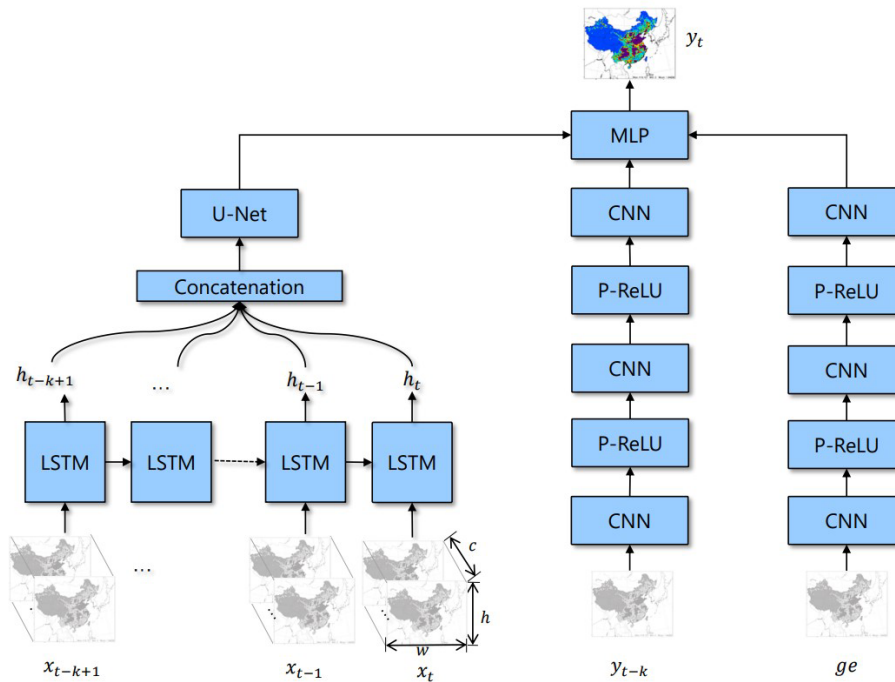 y_t
MLP
U-Net
CNN
CNN
Concatenation
P-ReLU
P-ReLU
h_{t-k+1}
...
h_{t-1}
h_t
CNN
CNN
LSTM
LSTM
LSTM
LSTM
P-ReLU
P-ReLU
CNN
CNN
...
c
h
w
x_{t-k+1}
x_{t-1}
x_t
y_{t-k}
ge